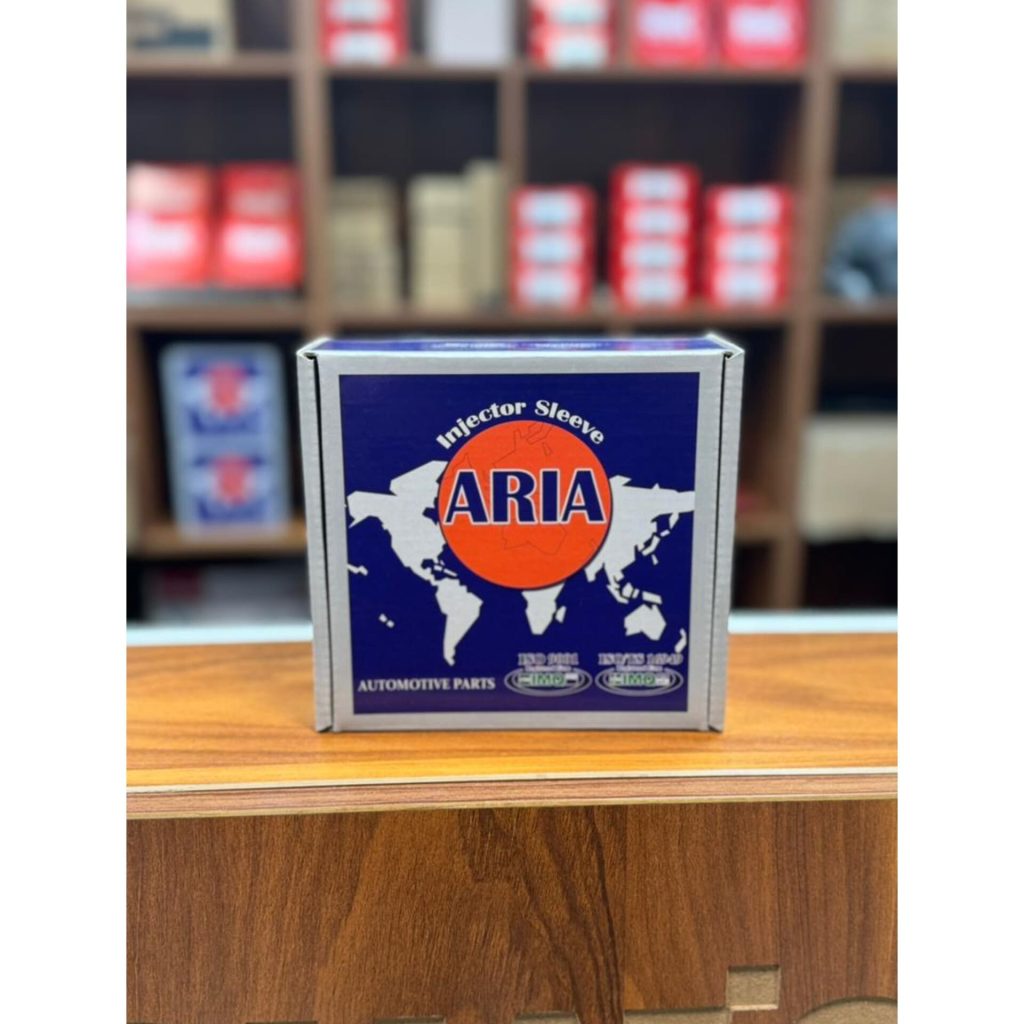 Injector Sleeve
ARIA
ISO 9001
ISO/TS 16949
IMQ
IMQ
AUTOMOTIVE PARTS